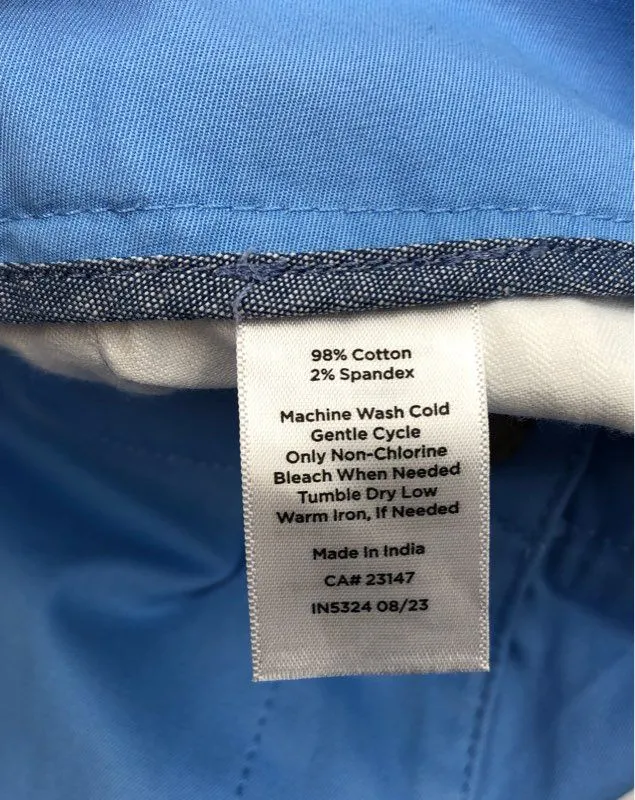 98% Cotton
2% Spandex
Machine Wash Cold
Gentle Cycle
Only Non-Chlorine
Bleach When Needed
Tumble Dry Low
Warm Iron, If Needed
Made In India
CA# 23147
IN5324 08/23